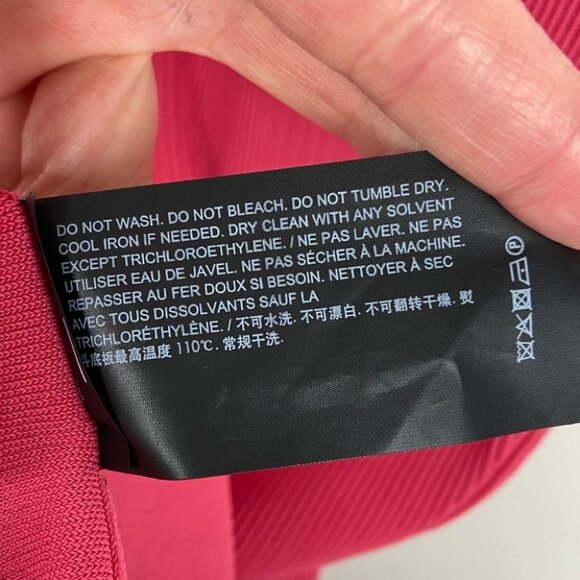 DO NOT WASH. DO NOT BLEACH. DO NOT TUMBLE DRY.
COOL IRON IF NEEDED. DRY CLEAN WITH ANY SOLVENT
EXCEPT TRICHLOROETHYLENE. / NE PAS LAVER. NE PAS
UTILISER EAU DE JAVEL. NE PAS SÉCHER À LA MACHINE.
REPASSER AU FER DOUX SI BESOIN. NETTOYER À SEC
AVEC TOUS DISSOLVANTS SAUF LA
TRICHLORÉTHYLÈNE. / 不可水洗. 不可漂白. 不可翻转干燥. 熨
斗底板最高温度 110℃. 常规干洗.
P